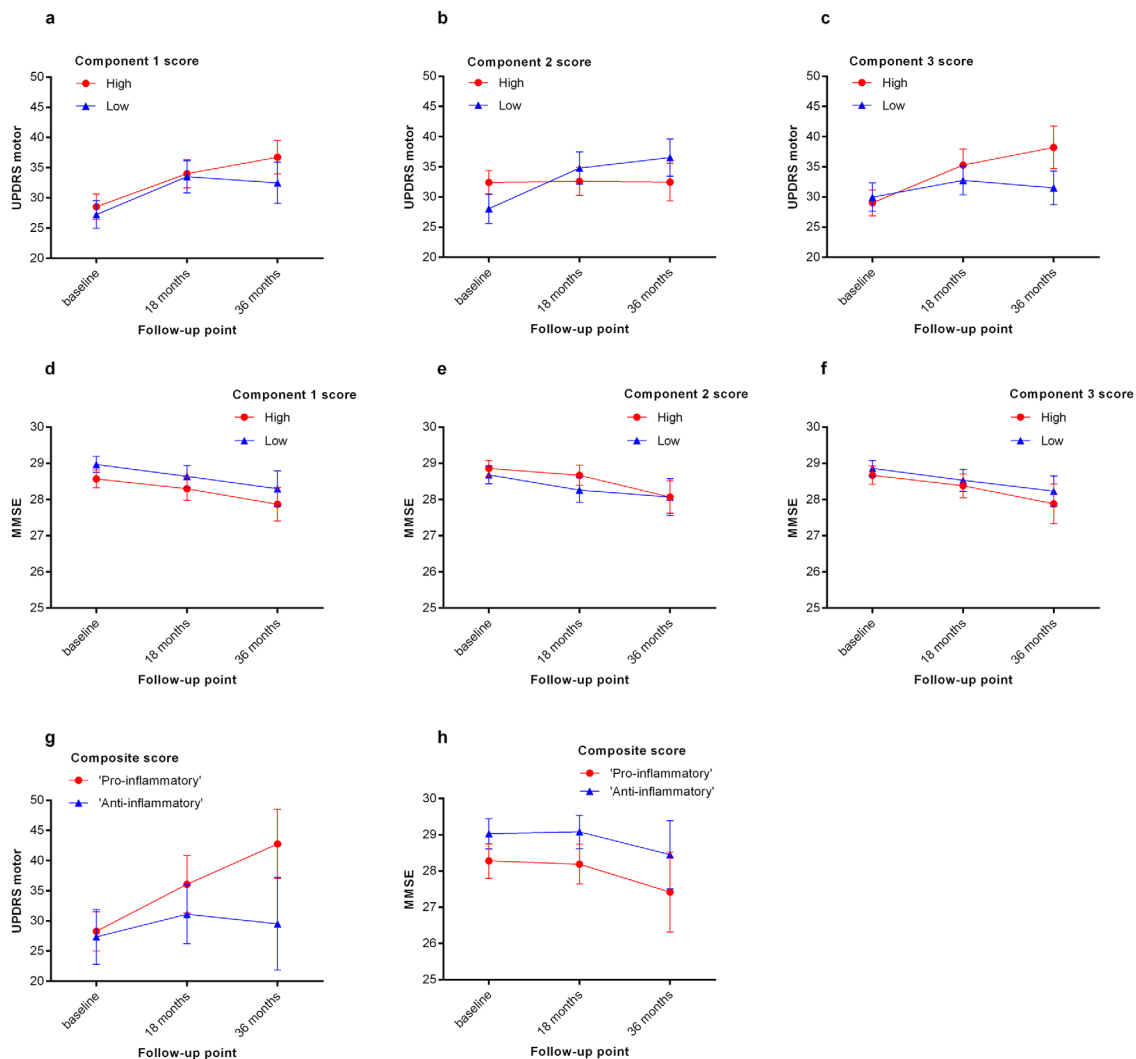 a
Component 1 score
High
Low
UPDRS motor
50
45
40
35
30
25
20
baseline
18 months
36 months
Follow-up point
b
Component 2 score
High
Low
UPDRS motor
50
45
40
35
30
25
20
baseline
18 months
36 months
Follow-up point
c
Component 3 score
High
Low
UPDRS motor
50
45
40
35
30
25
20
baseline
18 months
36 months
Follow-up point
d
Component 1 score
High
Low
MMSE
30
29
28
27
26
25
baseline
18 months
36 months
Follow-up point
e
Component 2 score
High
Low
MMSE
30
29
28
27
26
25
baseline
18 months
36 months
Follow-up point
f
Component 3 score
High
Low
MMSE
30
29
28
27
26
25
baseline
18 months
36 months
Follow-up point
g
Composite score
'Pro-inflammatory'
'Anti-inflammatory'
UPDRS motor
50
45
40
35
30
25
20
baseline
18 months
36 months
Follow-up point
h
Composite score
'Pro-inflammatory'
'Anti-inflammatory'
MMSE
30
29
28
27
26
25
baseline
18 months
36 months
Follow-up point